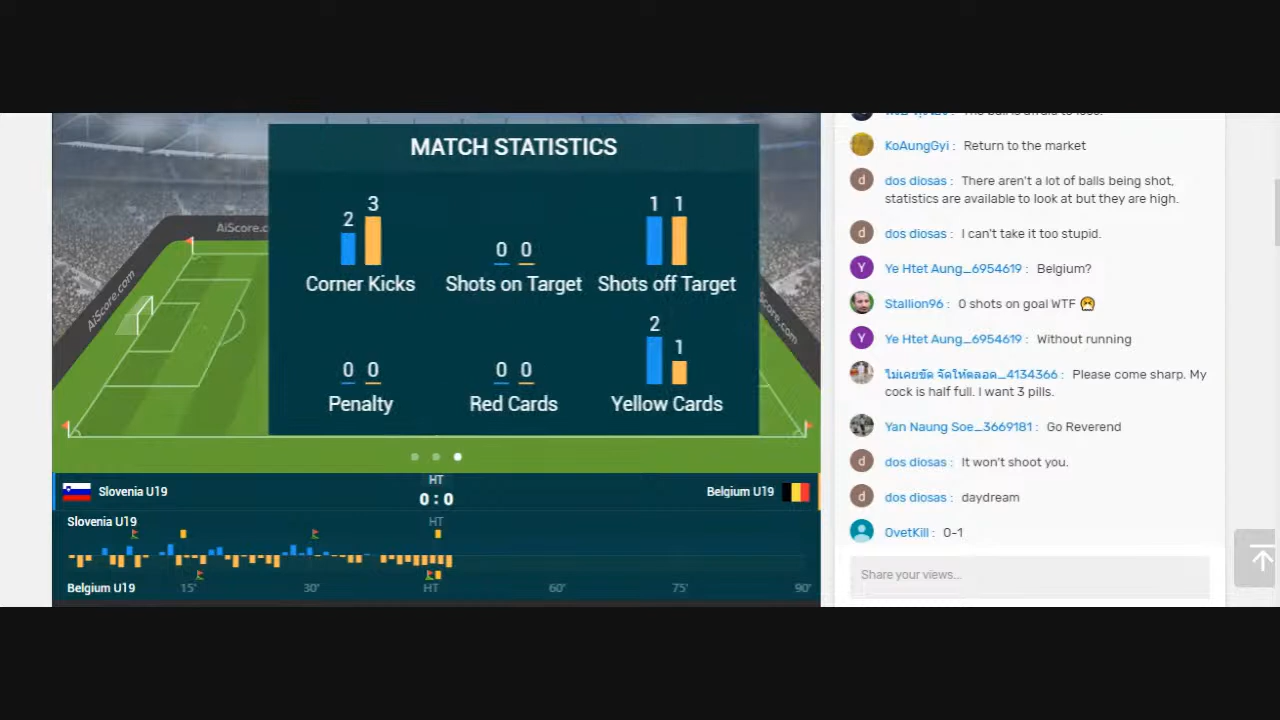 MATCH STATISTICS
2 3
Corner Kicks
0 0
Shots on Target
1 1
Shots off Target
0 0
Penalty
0 0
Red Cards
2 1
Yellow Cards
AiScore.c
AiScore.com
re.com
HT
Slovenia U19
0 : 0
Belgium U19
Slovenia U19
HT
Belgium U19
15'
30'
HT
60'
75'
90'
KoAungGyi : Return to the market
dos diosas : There aren't a lot of balls being shot,
statistics are available to look at but they are high.
dos diosas : I can't take it too stupid.
Y
Ye Htet Aung_6954619 : Belgium?
Stallion96 : 0 shots on goal WTF 😬
Y
Ye Htet Aung_6954619 : Without running
ไม่เคยขัด จัดให้ตลอด_4134366 : Please come sharp. My
cock is half full. I want 3 pills.
Yan Naung Soe_3669181 : Go Reverend
d
dos diosas : It won't shoot you.
d
dos diosas : daydream
OvetKill : 0-1
Share your views...